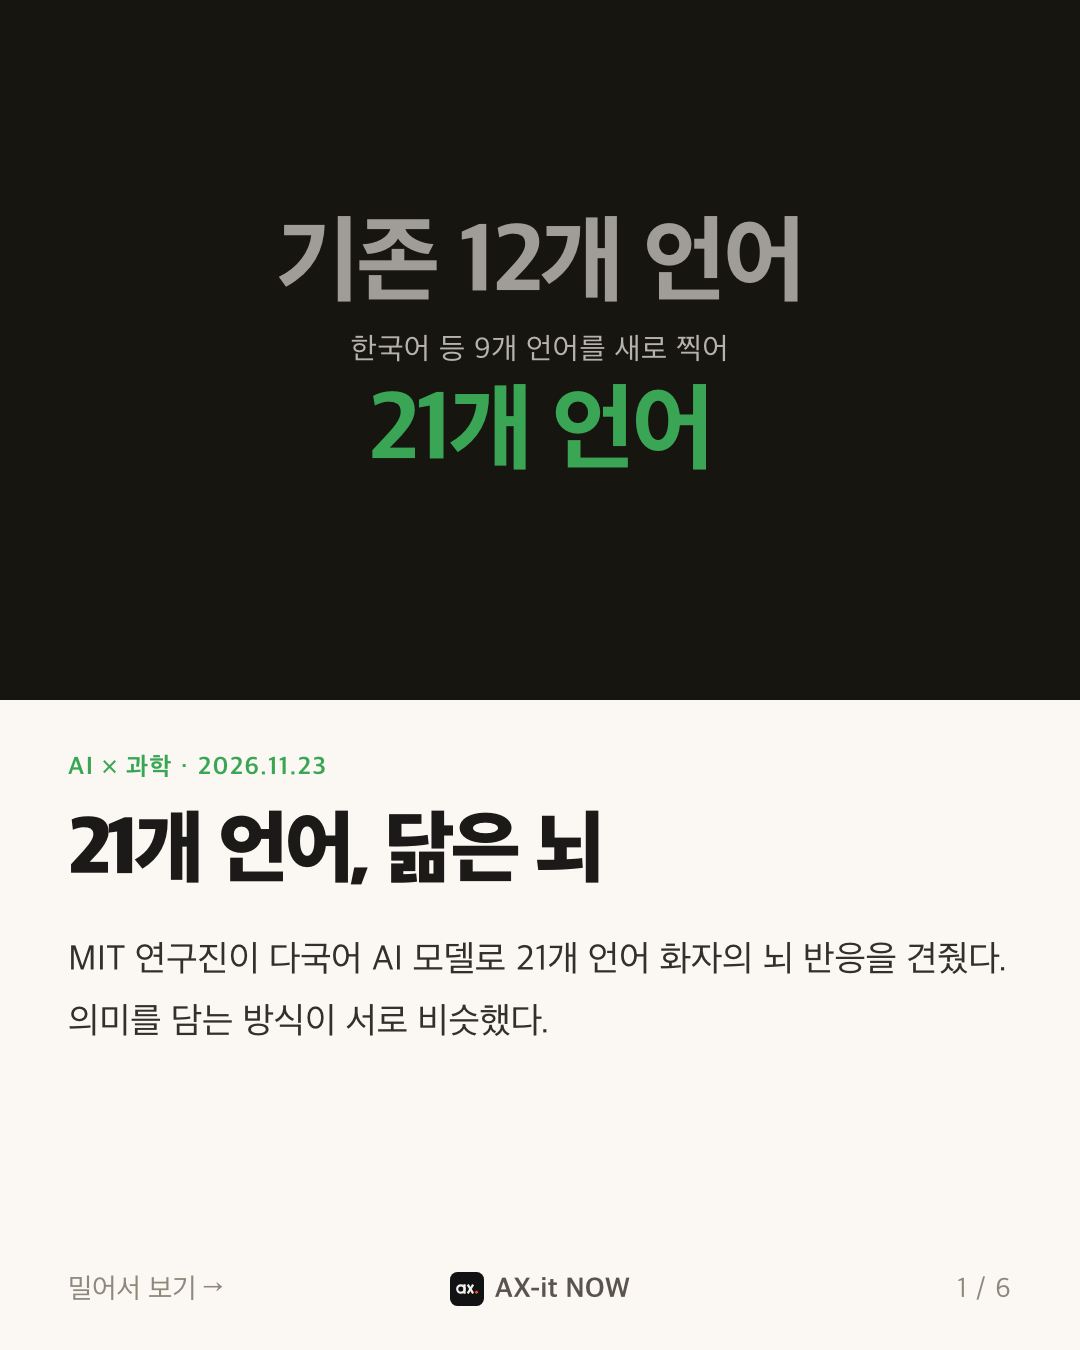 기존 12개 언어
한국어 등 9개 언어를 새로 찍어
21개 언어
AI × 과학 · 2026.11.23
21개 언어, 닮은 뇌
MIT 연구진이 다국어 AI 모델로 21개 언어 화자의 뇌 반응을 견줬다.
의미를 담는 방식이 서로 비슷했다.
밀어서 보기 →
ax. AX-it NOW
1 / 6